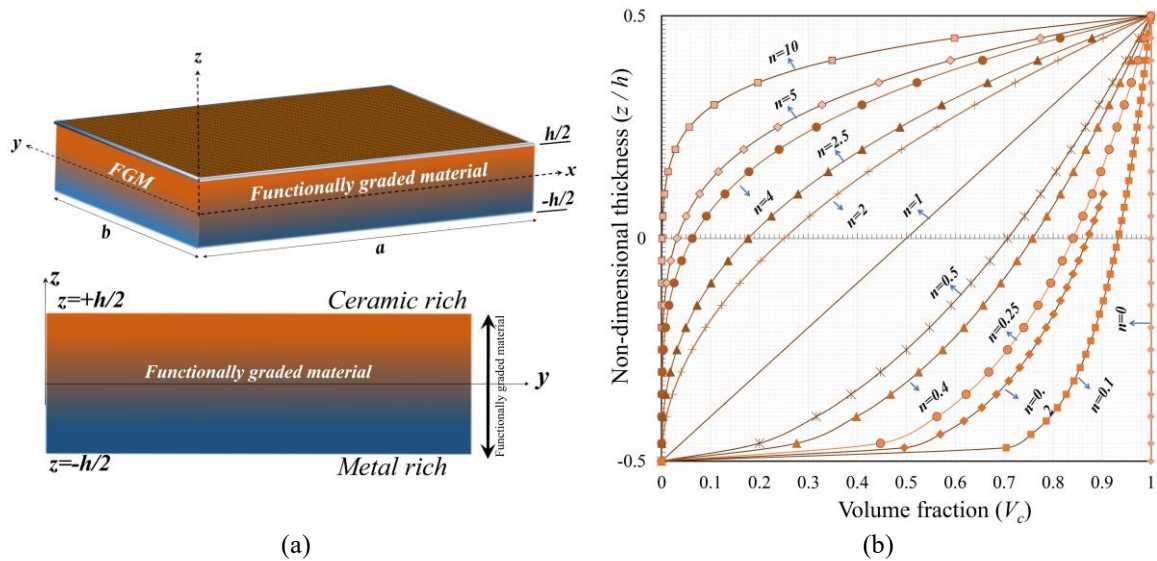 z
y
h/2
x
-h/2
FGM
Functionally graded material
b
a
z
z=+h/2
Ceramic rich
Functionally graded material
y
Functionally graded material
z=-h/2
Metal rich
(a)
Non-dimensional thickness (z / h)
0.5
0
-0.5
n=10
n=5
n=2.5
n=4
n=2
n=1
n=0.5
n=0.25
n=0.4
n=0.
2
n=0.1
n=0
0 0.1 0.2 0.3 0.4 0.5 0.6 0.7 0.8 0.9 1
Volume fraction (Vc)
(b)